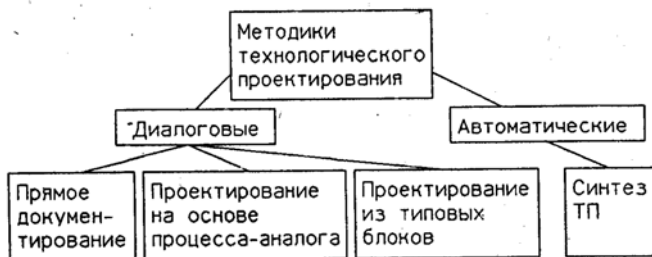 Методики
технологического
проектирования
Диалоговые
Автоматические
Прямое
докумен-
тирование
Проектирование
на основе
процесса-аналога
Проектирование
из типовых
блоков
Синтез
ТП